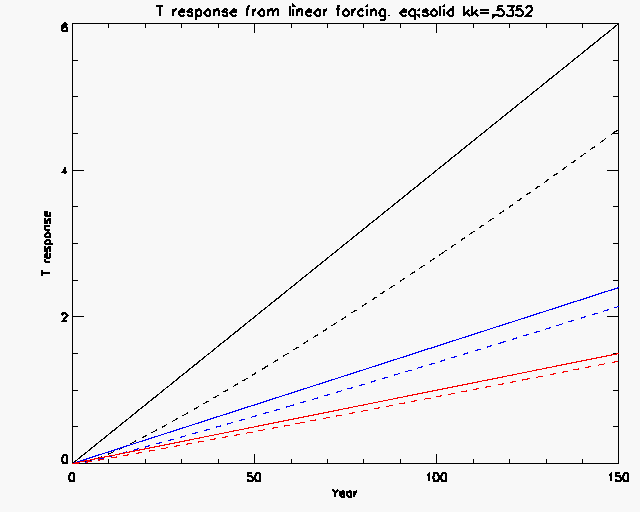 T response from linear forcing. eq:solid kk=.5352
6
4
T response
2
0
0 50 100 150
Year